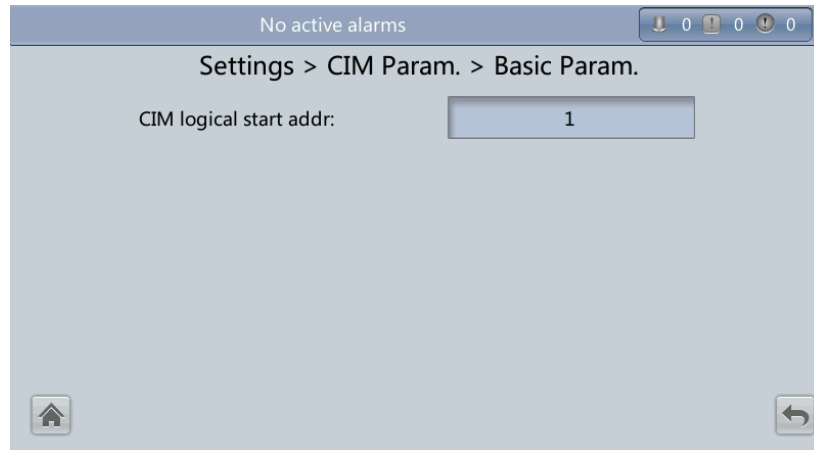 No active alarms 0 0 0
Settings > CIM Param. > Basic Param.
CIM logical start addr: 1